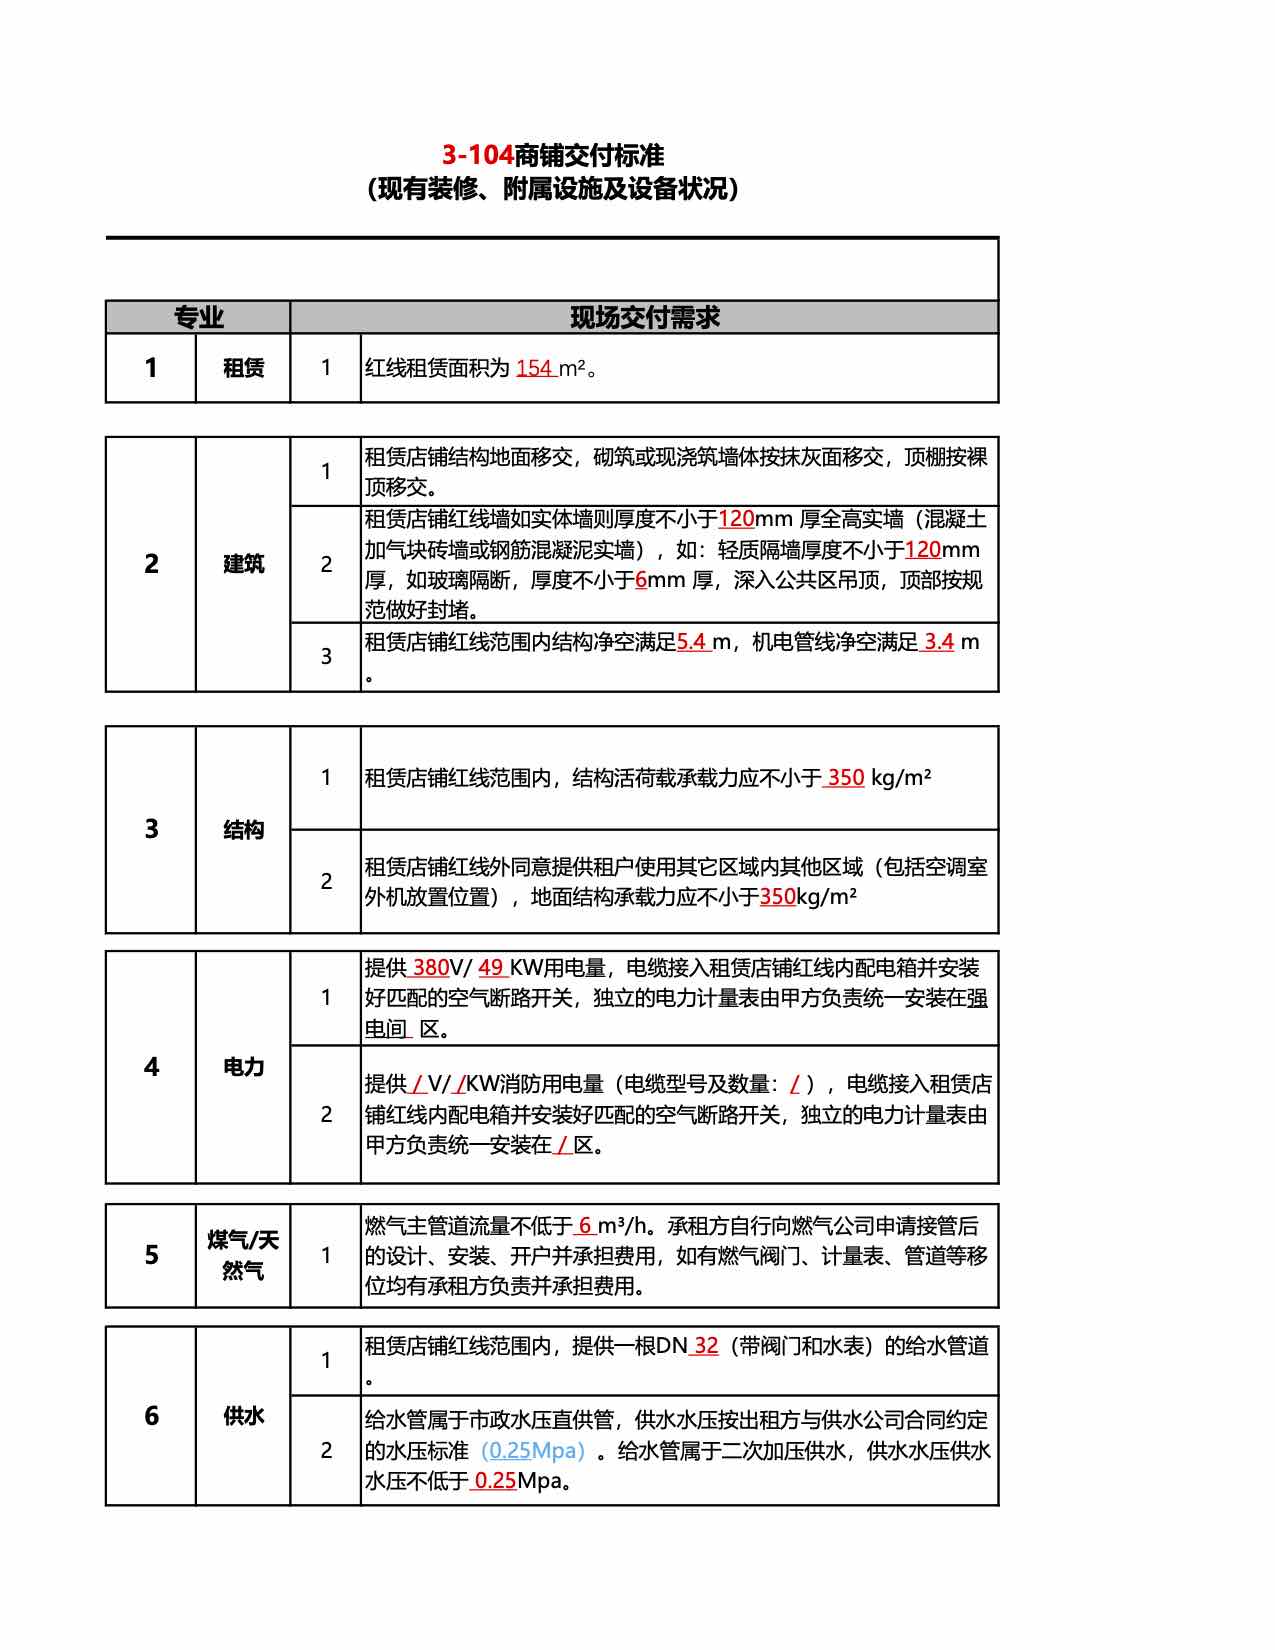 3-104商铺交付标准
（现有装修、附属设施及设备状况）
专业
现场交付需求
1
租赁
1
红线租赁面积为 154 m²。
2
建筑
1
租赁店铺结构地面移交，砌筑或现浇筑墙体按抹灰面移交，顶棚按裸
顶移交。
2
租赁店铺红线墙如实体墙则厚度不小于120mm 厚全高实墙（混凝土
加气块砖墙或钢筋混凝泥实墙），如：轻质隔墙厚度不小于120mm
厚，如玻璃隔断，厚度不小于6mm 厚，深入公共区吊顶，顶部按规
范做好封堵。
3
租赁店铺红线范围内结构净空满足5.4 m，机电管线净空满足 3.4 m
。
3
结构
1
租赁店铺红线范围内，结构活荷载承载力应不小于 350 kg/m²
2
租赁店铺红线外同意提供租户使用其它区域内其他区域（包括空调室
外机放置位置），地面结构承载力应不小于350kg/m²
4
电力
1
提供 380V/ 49 KW用电量，电缆接入租赁店铺红线内配电箱并安装
好匹配的空气断路开关，独立的电力计量表由甲方负责统一安装在强
电间 区。
2
提供 / V/ /KW消防用电量（电缆型号及数量：/ ），电缆接入租赁店
铺红线内配电箱并安装好匹配的空气断路开关，独立的电力计量表由
甲方负责统一安装在 / 区。
5
煤气/天
然气
1
燃气主管道流量不低于 6 m³/h。承租方自行向燃气公司申请接管后
的设计、安装、开户并承担费用，如有燃气阀门、计量表、管道等移
位均有承租方负责并承担费用。
6
供水
1
租赁店铺红线范围内，提供一根DN 32（带阀门和水表）的给水管道
。
2
给水管属于市政水压直供管，供水水压按出租方与供水公司合同约定
的水压标准（0.25Mpa）。给水管属于二次加压供水，供水水压供水
水压不低于 0.25Mpa。